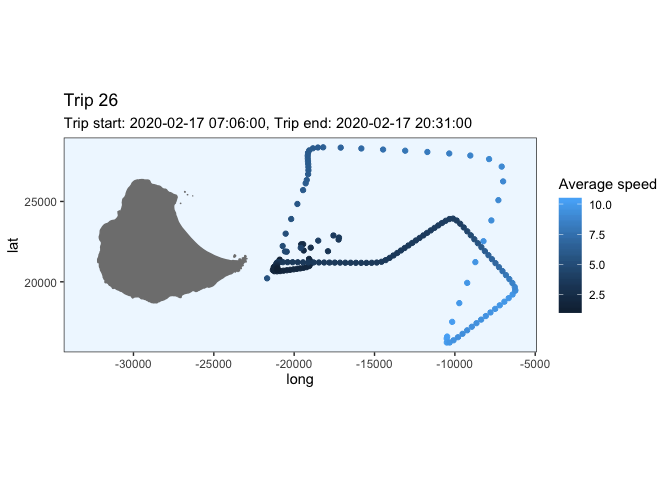 Trip 26
Trip start: 2020-02-17 07:06:00, Trip end: 2020-02-17 20:31:00
Average speed
10.0
7.5
5.0
2.5
lat
25000
20000
-30000 -25000 -20000 -15000 -10000 -5000
long